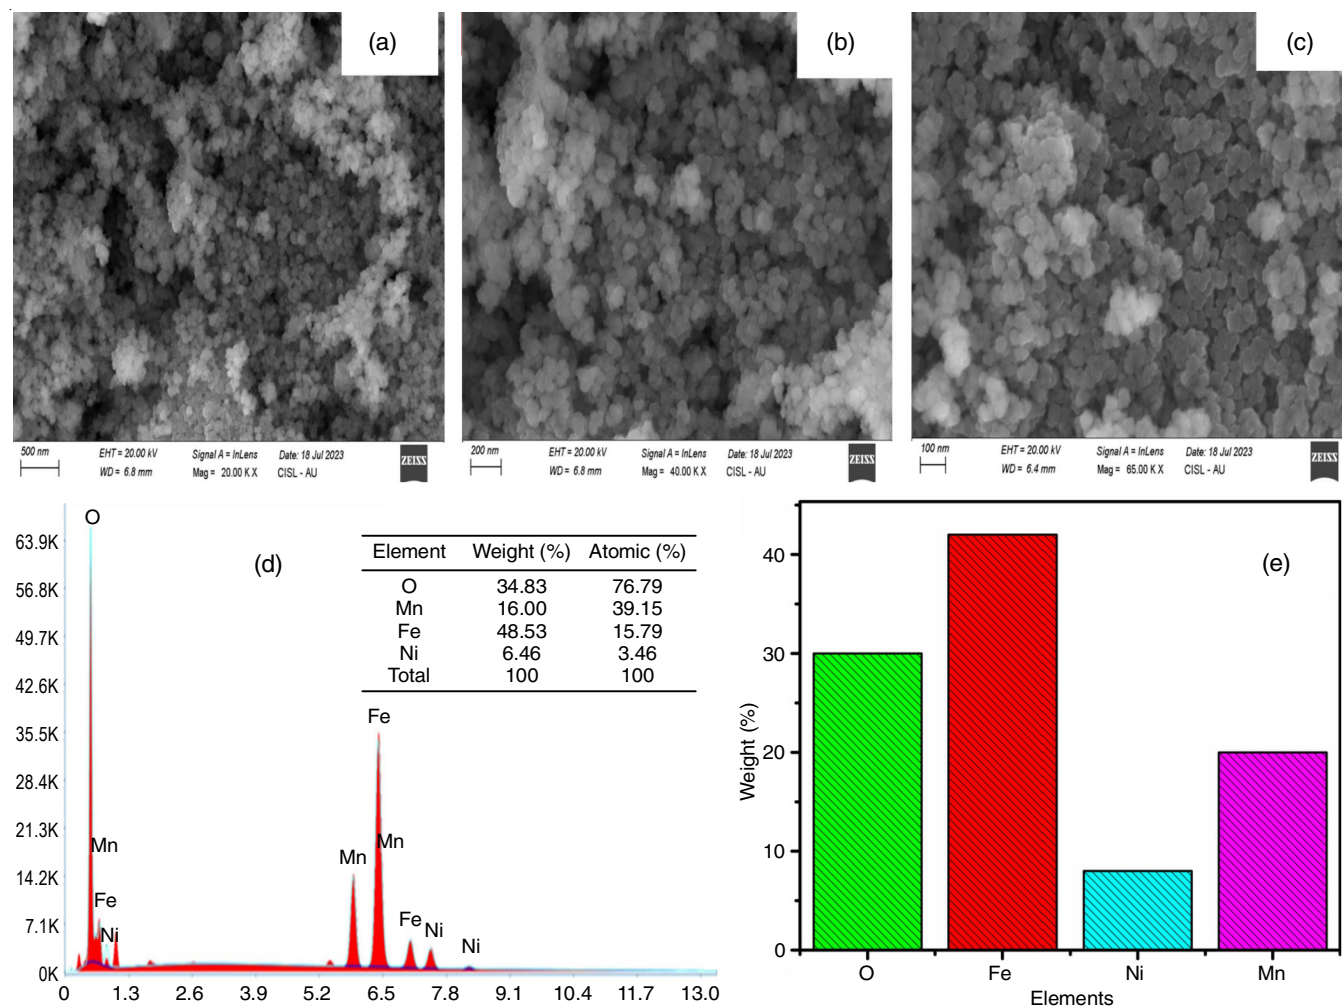 (a)
(b)
(c)
500 nm EHT = 20.00 kV Signal A = InLens Date: 18 Jul 2023
WD = 6.8 mm Mag = 20.00 K X CISL - AU ZEISS
200 nm EHT = 20.00 kV Signal A = InLens Date: 18 Jul 2023
WD = 6.8 mm Mag = 40.00 K X CISL - AU ZEISS
100 nm EHT = 20.00 kV Signal A = InLens Date: 18 Jul 2023
WD = 6.4 mm Mag = 65.00 K X CISL - AU ZEISS
(d)
Element Weight (%) Atomic (%)
O 34.83 76.79
Mn 16.00 39.15
Fe 48.53 15.79
Ni 6.46 3.46
Total 100 100
63.9K
56.8K
49.7K
42.6K
35.5K
28.4K
21.3K
14.2K
7.1K
0K
O
Mn
Fe
Ni
Fe
Mn
Mn
Fe
Ni
Ni
0 1.3 2.6 3.9 5.2 6.5 7.8 9.1 10.4 11.7 13.0
(e)
Weight (%)
40
30
20
10
0
O Fe Ni Mn
Elements